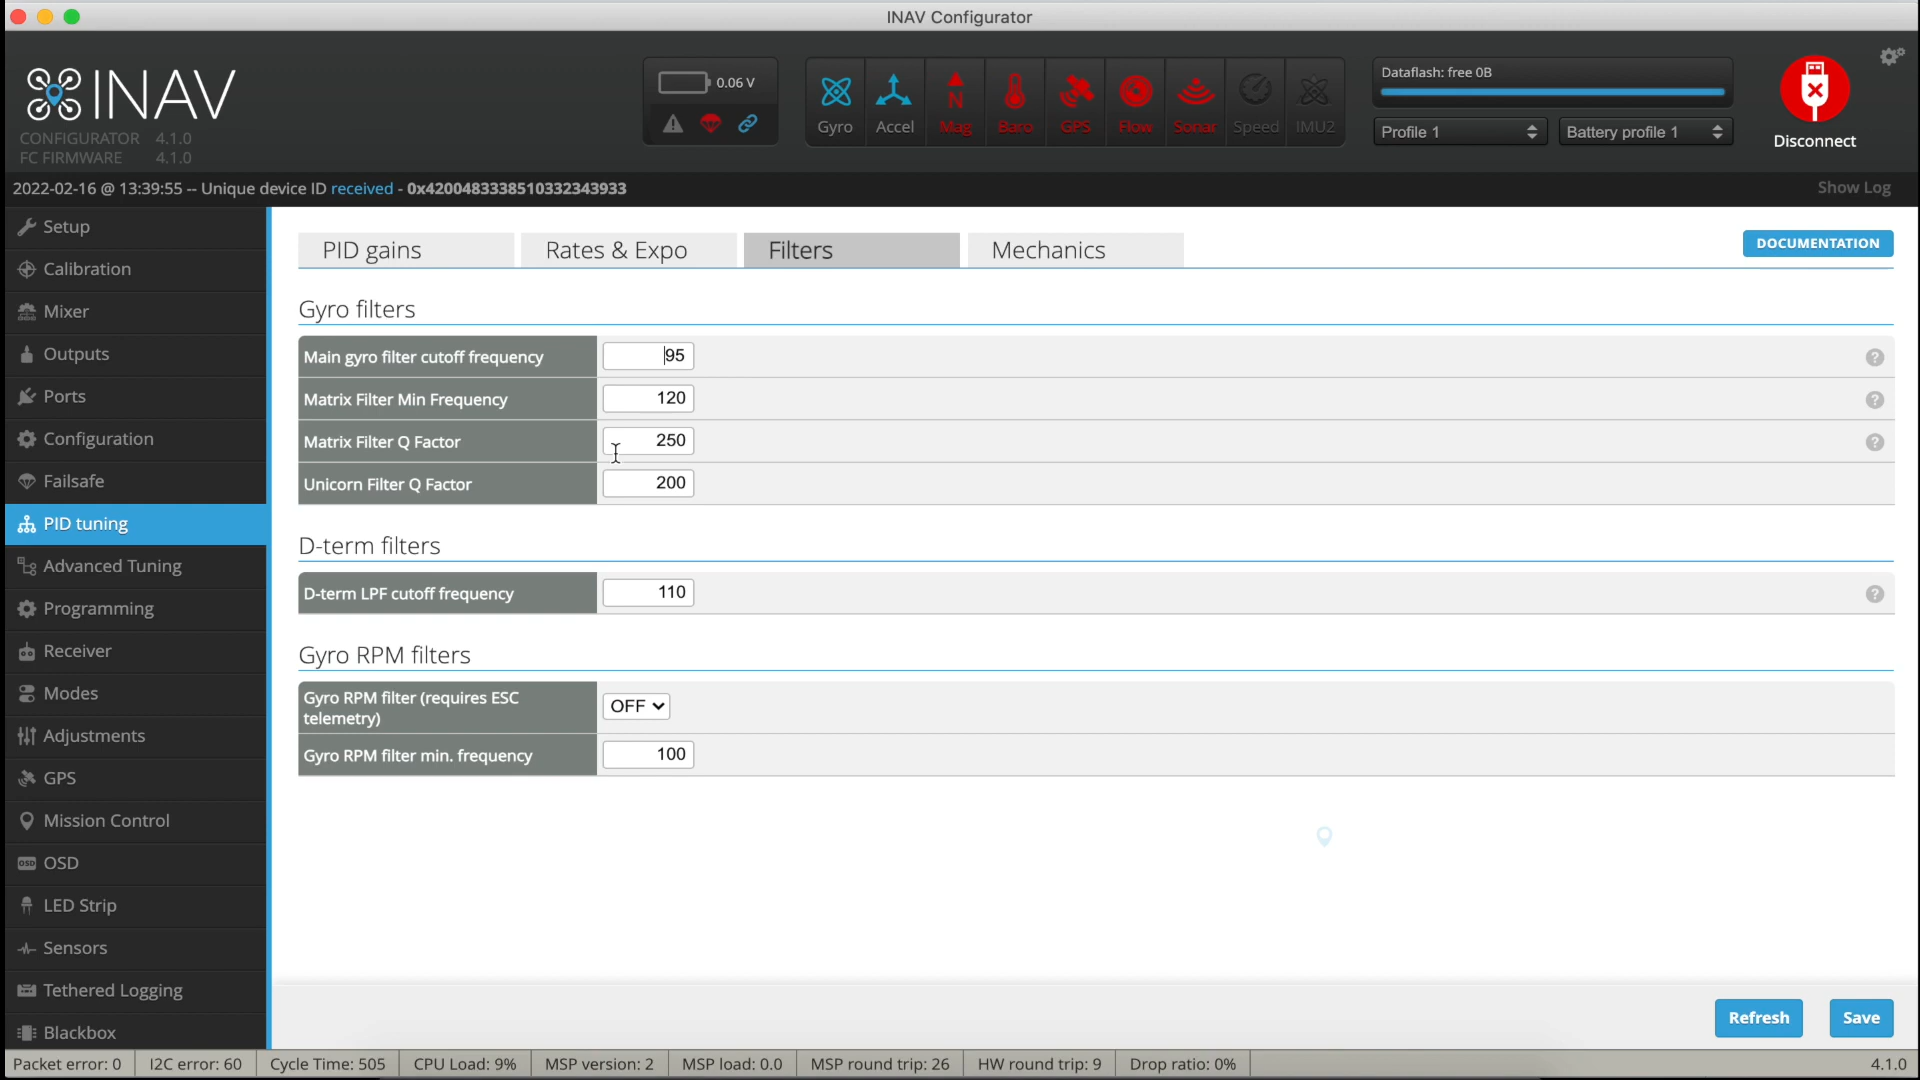 INAV Configurator
INAV
CONFIGURATOR 4.1.0
FC FIRMWARE 4.1.0
0.06 V
Gyro Accel Mag Baro GPS Flow Sonar Speed IMU2
Dataflash: free 0B
Profile 1
Battery profile 1
Disconnect
2022-02-16 @ 13:39:55 -- Unique device ID received - 0x4200483338510332343933
Show Log
Setup
Calibration
Mixer
Outputs
Ports
Configuration
Failsafe
PID tuning
Advanced Tuning
Programming
Receiver
Modes
Adjustments
GPS
Mission Control
OSD
OSD
LED Strip
Sensors
Tethered Logging
Blackbox
PID gains
Rates & Expo
Filters
Mechanics
DOCUMENTATION
Gyro filters
Main gyro filter cutoff frequency 95 ?
Matrix Filter Min Frequency 120 ?
Matrix Filter Q Factor 250 ?
Unicorn Filter Q Factor 200
D-term filters
D-term LPF cutoff frequency 110 ?
Gyro RPM filters
Gyro RPM filter (requires ESC
telemetry) OFF
Gyro RPM filter min. frequency 100
Refresh
Save
Packet error: 0 I2C error: 60 Cycle Time: 505 CPU Load: 9% MSP version: 2 MSP load: 0.0 MSP round trip: 26 HW round trip: 9 Drop ratio: 0% 4.1.0